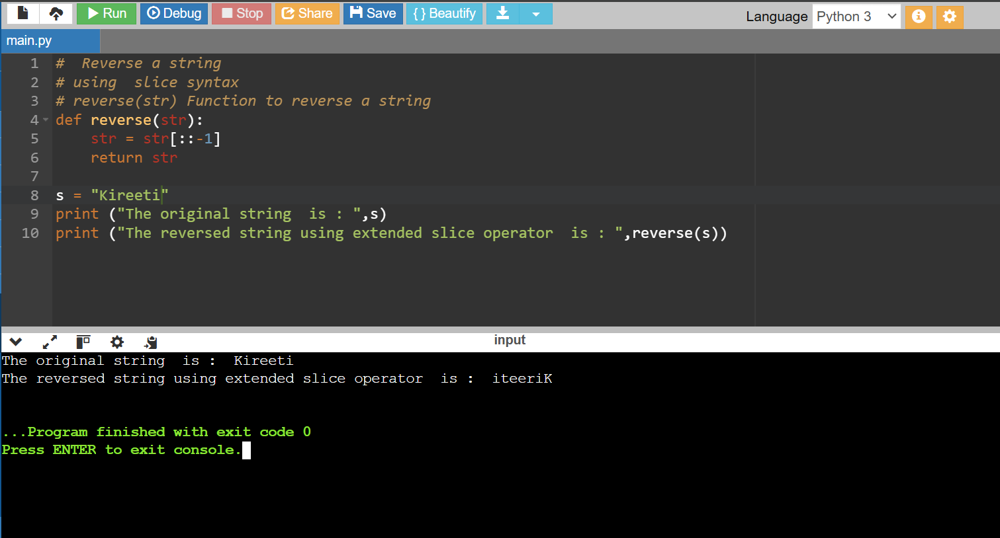 Run Debug Stop Share Save { } Beautify Language Python 3
main.py
1 #  Reverse a string
2 # using  slice syntax
3 # reverse(str) Function to reverse a string
4 def reverse(str):
5     str = str[::-1]
6     return str
7
8 s = "Kireeti"
9 print ("The original string  is : ",s)
10 print ("The reversed string using extended slice operator  is : ",reverse(s))
input
The original string  is :  Kireeti
The reversed string using extended slice operator  is :  iteeriK
...Program finished with exit code 0
Press ENTER to exit console.